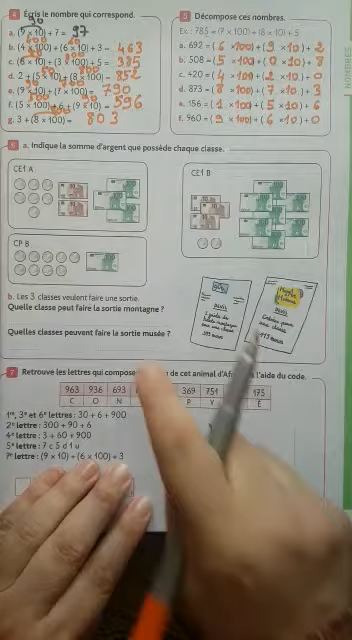 4 Écris le nombre qui correspond.
90
a. (9 x 10) + 7 = 97
b. (4 x 100) + (6 x 10) + 3 = 463
c. (8 x 10) + (3 x 100) + 5 = 385
d. 2 + (5 x 10) + (8 x 100) = 852
e. (9 x 10) + (7 x 100) = 790
f. (5 x 100) + 6 + (9 x 10) = 596
g. 3 + (8 x 100) = 803
5 Décompose ces nombres.
Ex : 785 = (7 x 100) + (8 x 10) + 5
a. 692 = (6 x 100) + (9 x 10) + 2
b. 508 = (5 x 100) + (0 x 10) + 8
c. 420 = (4 x 100) + (2 x 10) + 0
d. 873 = (8 x 100) + (7 x 10) + 3
e. 156 = (1 x 100) + (5 x 10) + 6
f. 960 = (9 x 100) + (6 x 10) + 0
NOMBRES
6 a. Indique la somme d'argent que possède chaque classe.
CE1 A
CE1 B
CP B
b. Les 3 classes veulent faire une sortie.
Quelle classe peut faire la sortie montagne ?
Quelles classes peuvent faire la sortie musée ?
7 Retrouve les lettres qui compose de cet animal d'Af l'aide du code.
963 936 693 369 751 175
C O N P Y E
1re, 3e et 6e lettres : 30 + 6 + 900
2e lettre : 300 + 90 + 6
4e lettre : 3 + 60 + 900
5e lettre : 7 c 5 d 1 u
7e lettre : (9 x 10) + (6 x 100) + 3